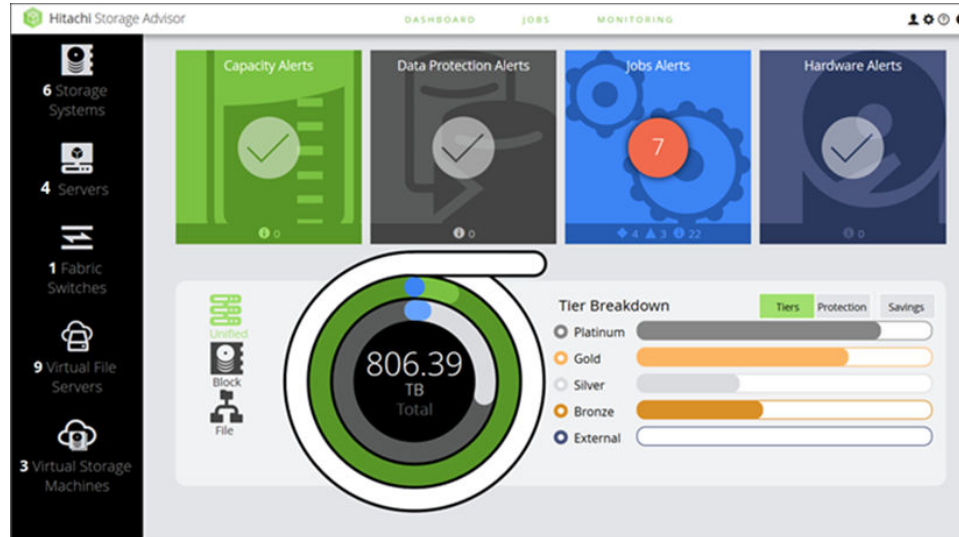 Hitachi Storage Advisor
DASHBOARD JOBS MONITORING
6 Storage
Systems
4 Servers
1 Fabric
Switches
9 Virtual File
Servers
3 Virtual Storage
Machines
Capacity Alerts
0
Data Protection Alerts
0
Jobs Alerts
7
4 3 22
Hardware Alerts
0
Unified
Block
File
806.39
TB
Total
Tier Breakdown
Tiers Protection Savings
Platinum
Gold
Silver
Bronze
External